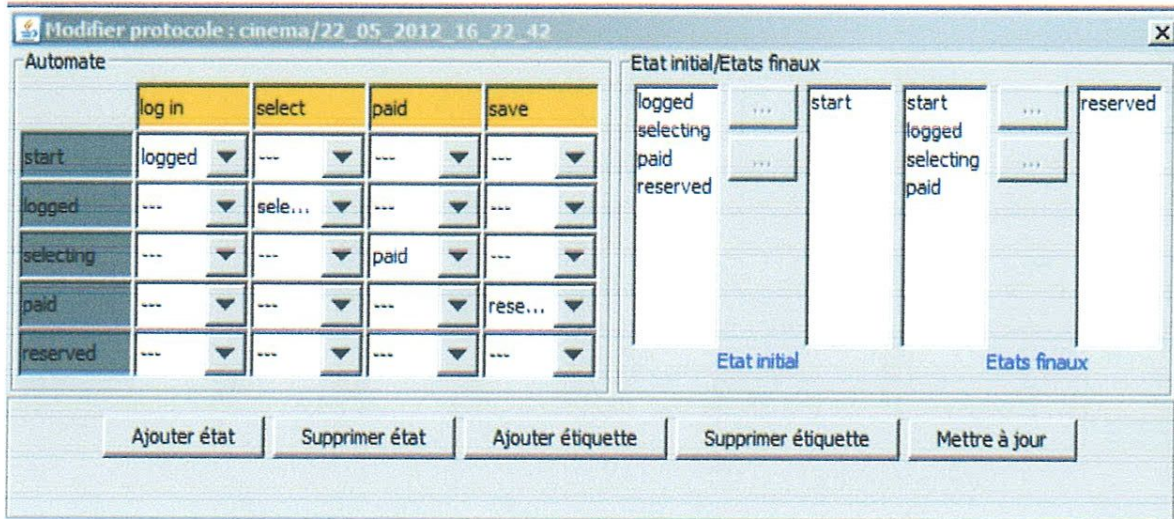 Modifier protocole : cinema/22_05_2012_16_22_42
Automate
log in select paid save
start logged --- --- ---
logged --- sele... --- ---
selecting --- --- paid ---
paid --- --- --- rese...
reserved --- --- --- ---
Etat initial/Etats finaux
logged
selecting
paid
reserved
...
...
start
Etat initial
start
logged
selecting
paid
...
...
reserved
Etats finaux
Ajouter état Supprimer état Ajouter étiquette Supprimer étiquette Mettre à jour